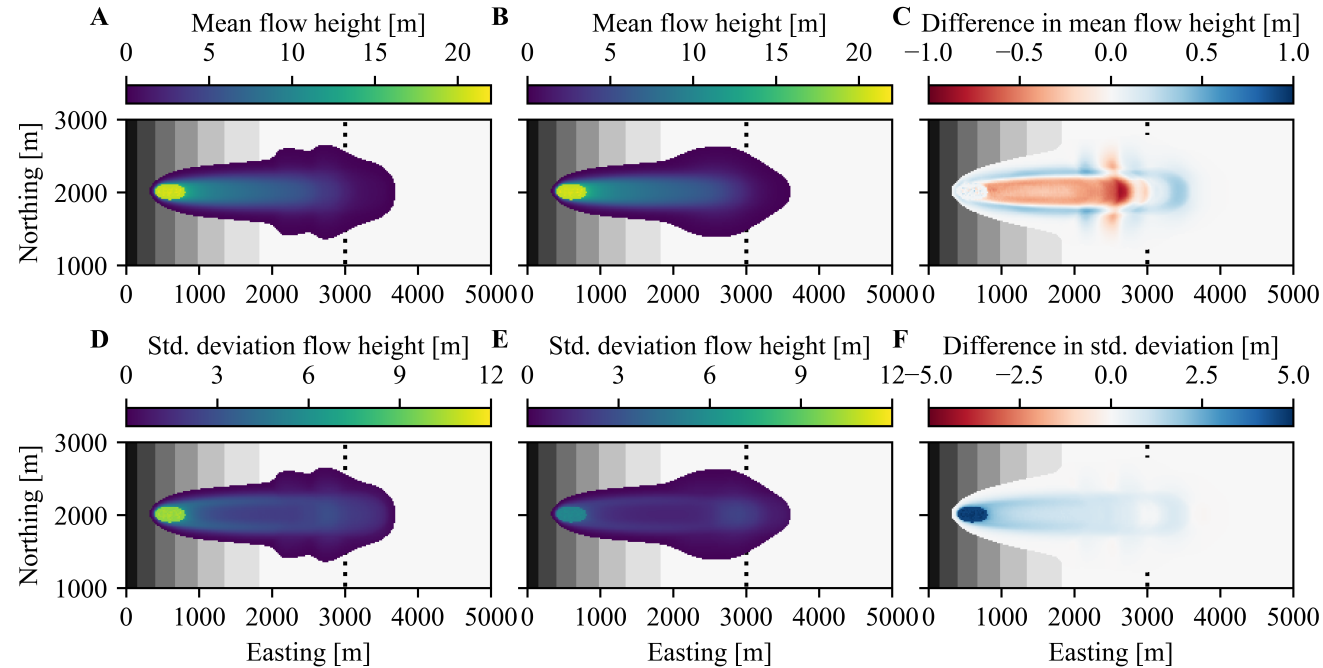 A Mean flow height [m] B Mean flow height [m] C Difference in mean flow height [m]
0 5 10 15 20 0 5 10 15 20 −1.0 −0.5 0.0 0.5 1.0
3000
2000
1000
Northing [m]
0 1000 2000 3000 4000 5000 0 1000 2000 3000 4000 5000 0 1000 2000 3000 4000 5000
D Std. deviation flow height [m] E Std. deviation flow height [m] F Difference in std. deviation [m]
0 3 6 9 12 0 3 6 9 12 −5.0 −2.5 0.0 2.5 5.0
3000
2000
1000
Northing [m]
0 1000 2000 3000 4000 5000 0 1000 2000 3000 4000 5000 0 1000 2000 3000 4000 5000
Easting [m] Easting [m] Easting [m]